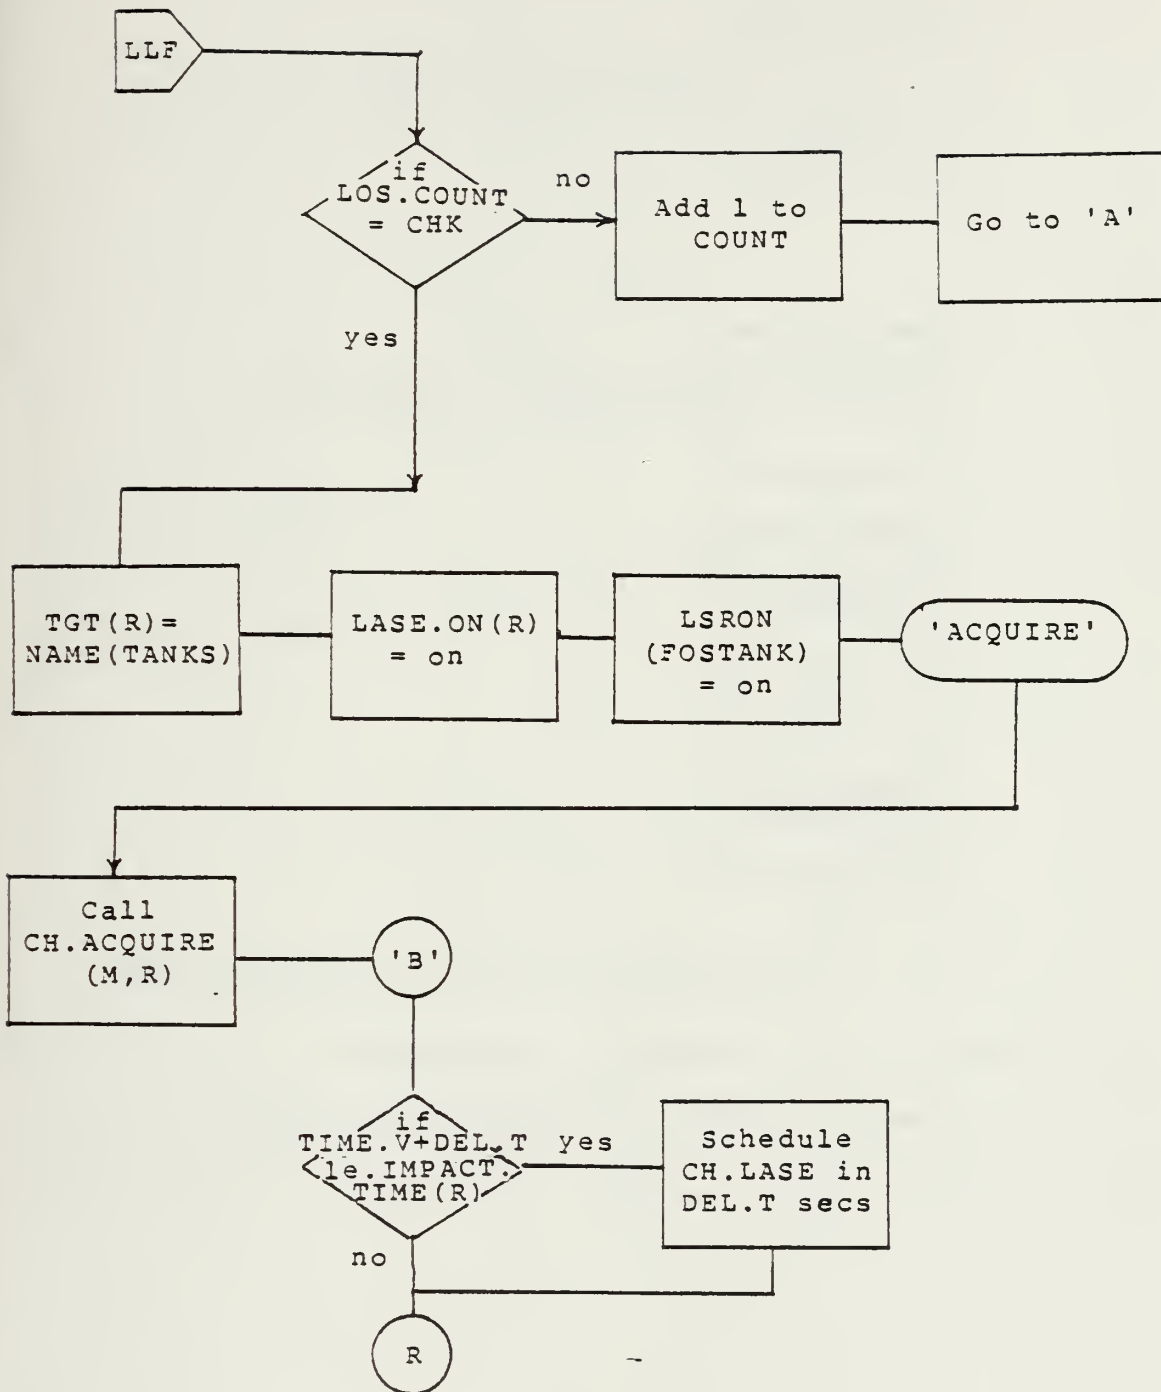 LLF
if
LOS.COUNT
= CHK
no
Add 1 to
COUNT
Go to 'A'
yes
TGT(R)=
NAME(TANKS)
LASE.ON(R)
= on
LSRON
(FOSTANK)
= on
'ACQUIRE'
Call
CH.ACQUIRE
(M,R)
'B'
if
TIME.V+DEL.T
le.IMPACT.
TIME(R)
yes
Schedule
CH.LASE in
DEL.T secs
no
R